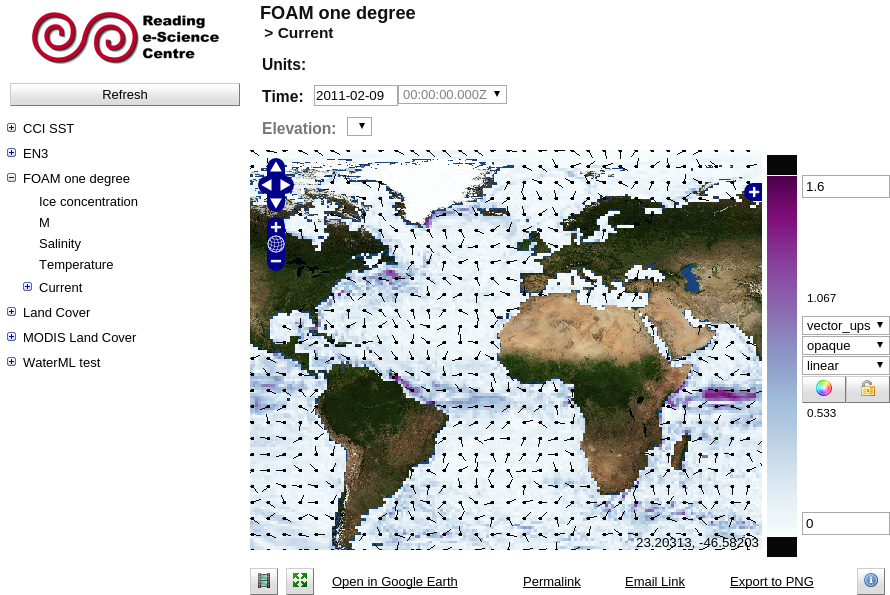 Reading
e-Science
Centre
FOAM one degree
> Current
Units:
Time: 2011-02-09 00:00:00.000Z
Elevation:
Refresh
CCI SST
EN3
FOAM one degree
Ice concentration
M
Salinity
Temperature
Current
Land Cover
MODIS Land Cover
WaterML test
1.6
1.067
vector_ups
opaque
linear
0.533
0
23.20313, -46.58203
Open in Google Earth Permalink Email Link Export to PNG